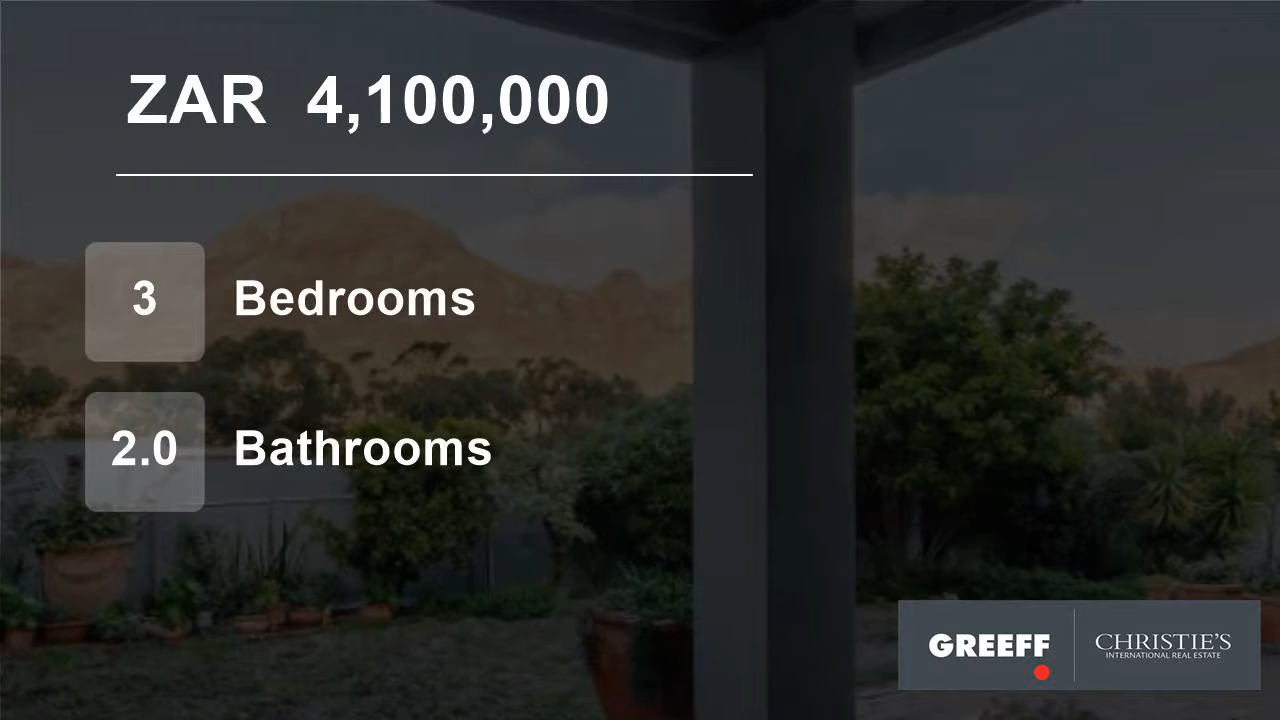 ZAR 4,100,000
3 Bedrooms
2.0 Bathrooms
GREEFF
CHRISTIE'S
INTERNATIONAL REAL ESTATE